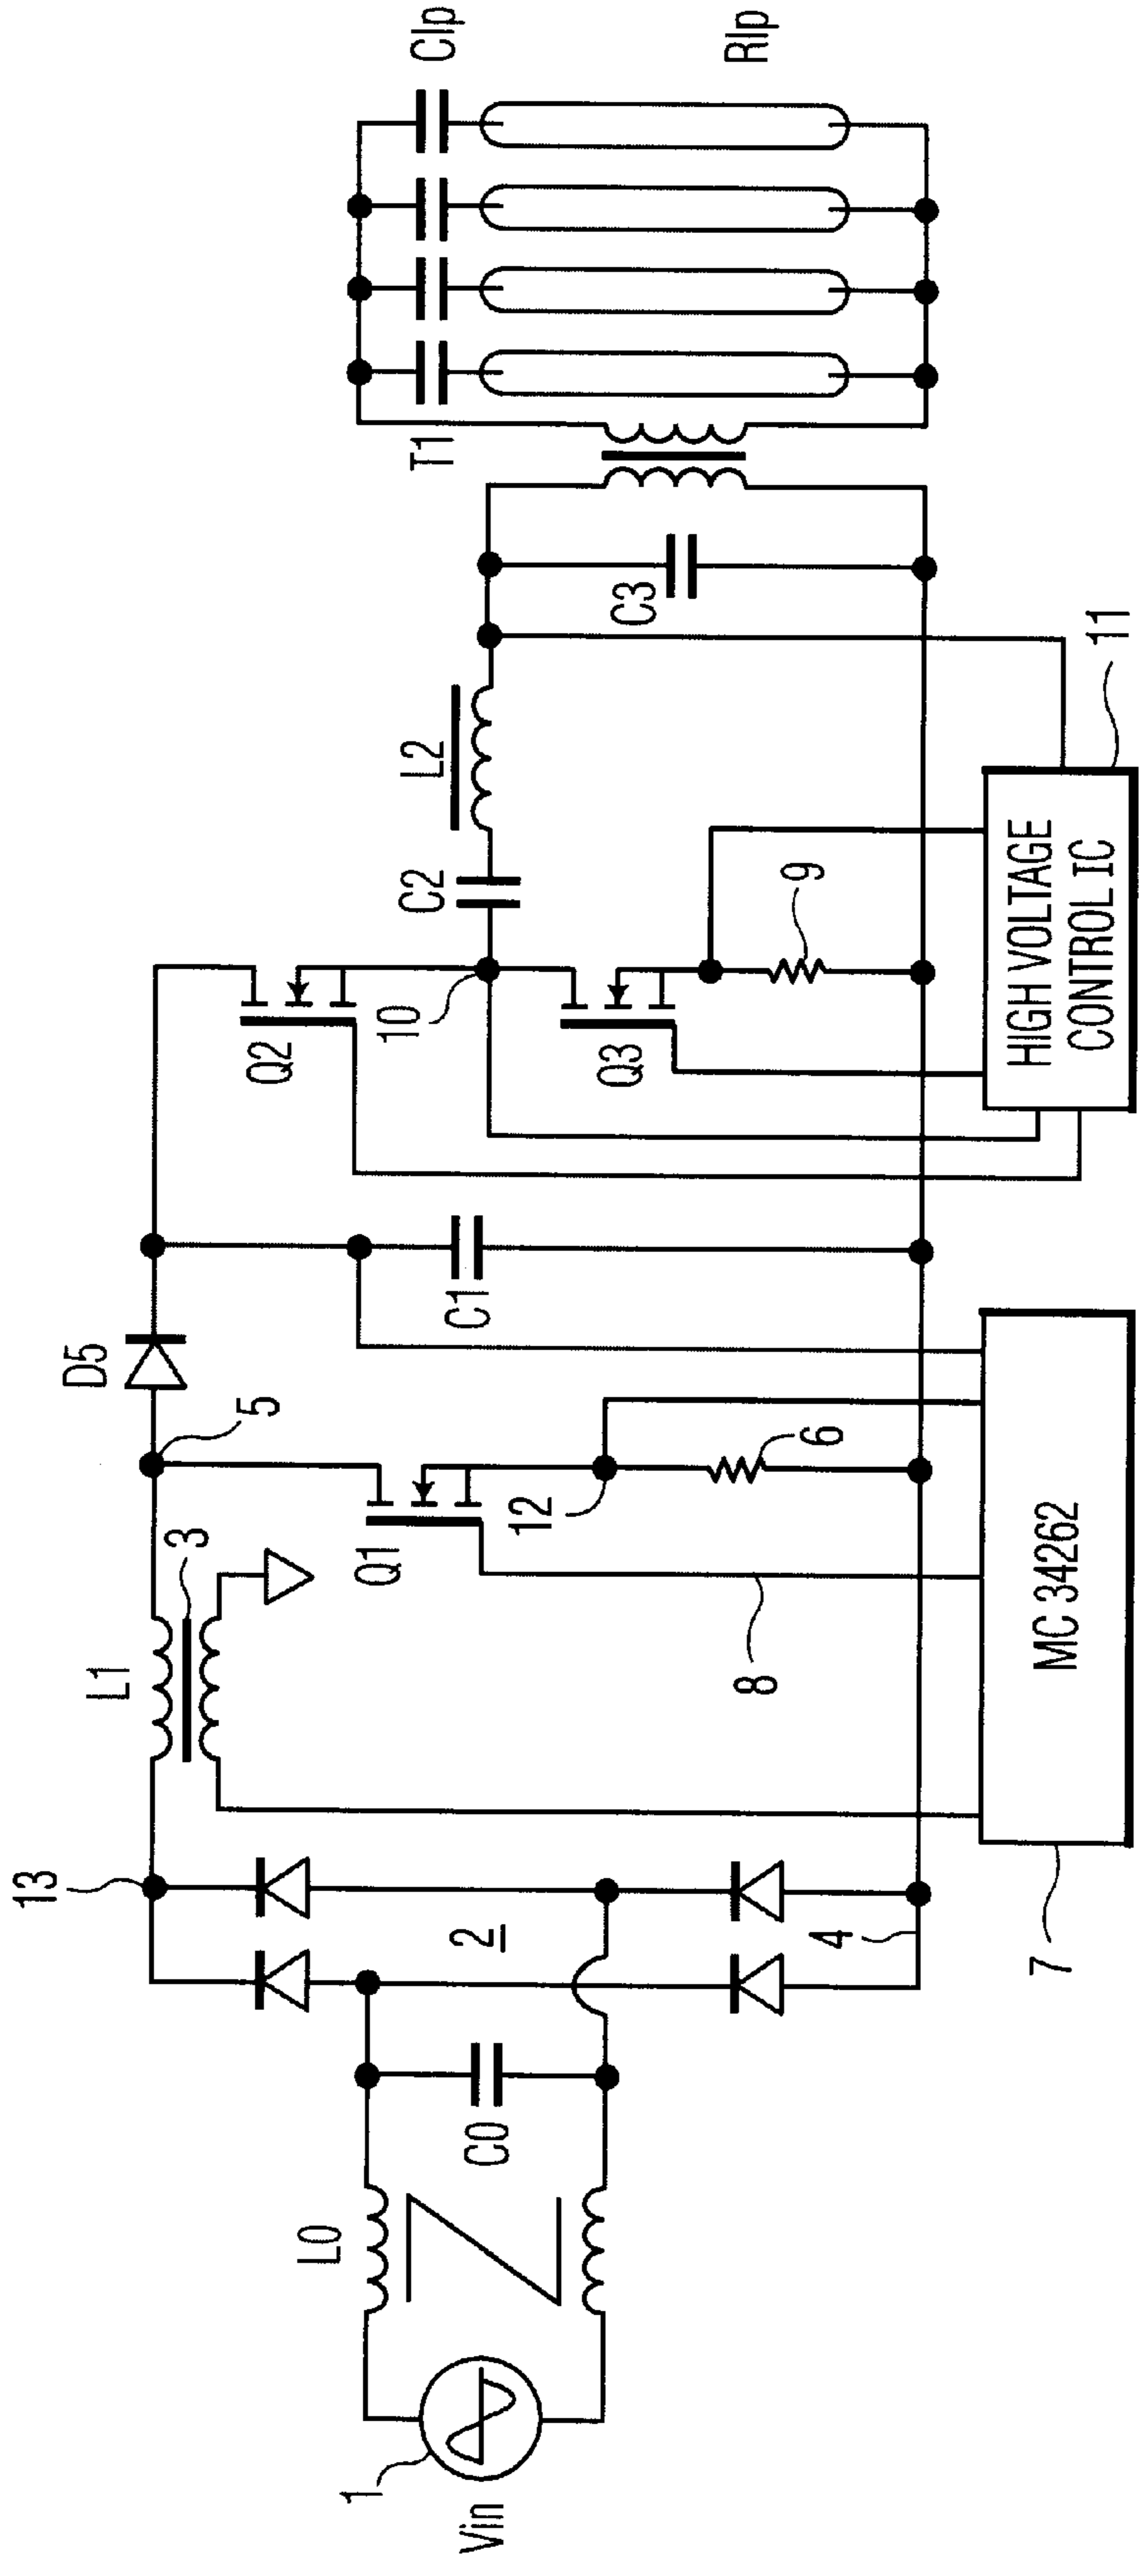 Vin
1
L0
C0
2
13
4
L1
3
5
D5
Q1
12
6
8
MC 34262
7
C1
Q2
10
Q3
9
C2
L2
C3
HIGH VOLTAGE
CONTROL IC
11
T1
Clp
Rlp